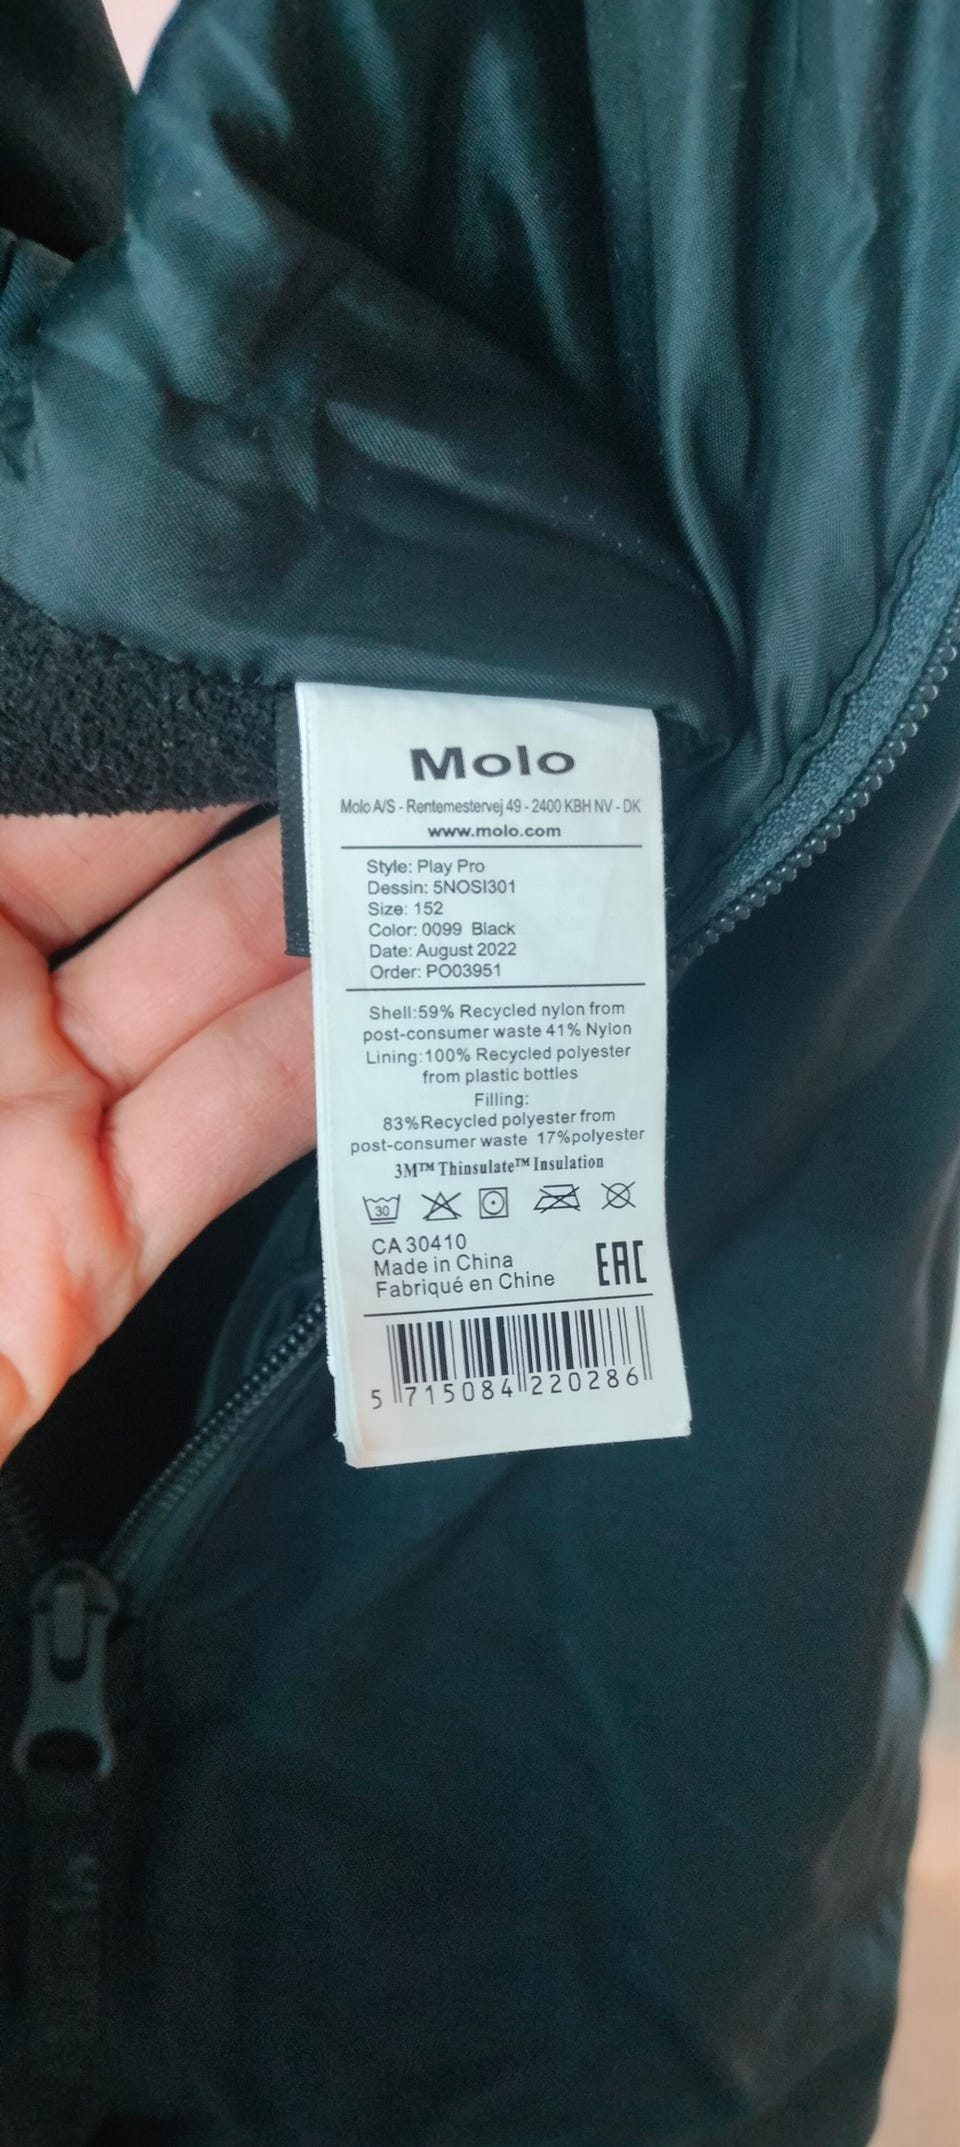 Molo
Molo A/S - Rentemestervej 49 - 2400 KBH NV - DK
www.molo.com
Style: Play Pro
Dessin: 5NOSI301
Size: 152
Color: 0099 Black
Date: August 2022
Order: PO03951
Shell:59% Recycled nylon from
post-consumer waste 41% Nylon
Lining:100% Recycled polyester
from plastic bottles
Filling:
83%Recycled polyester from
post-consumer waste 17%polyester
3M™ Thinsulate™ Insulation
30
CA 30410
Made in China
Fabriqué en Chine
EAC
5 715084 220286